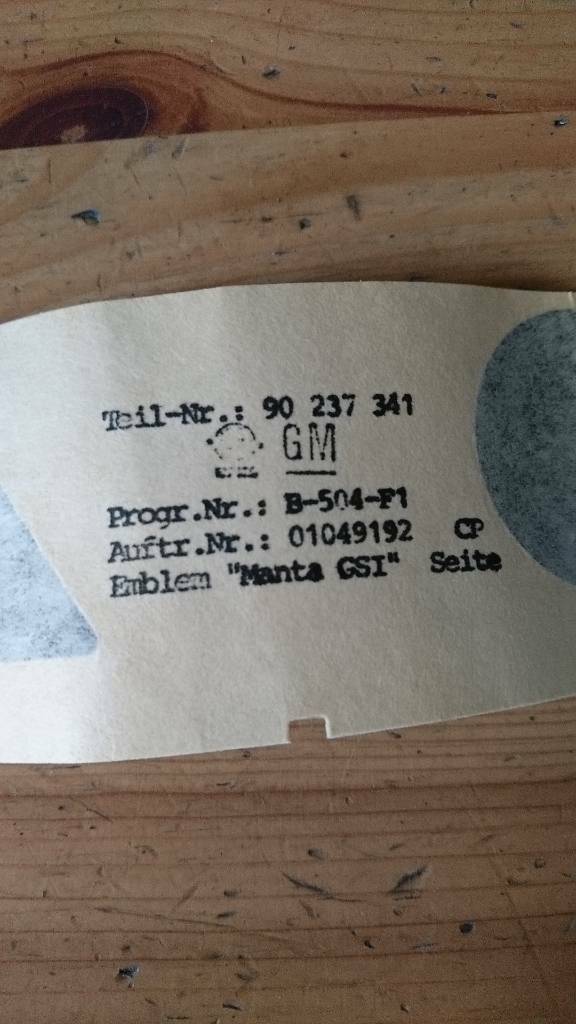 Teil-Nr.: 90 237 341
GM
Progr.Nr.: B-504-F1
Auftr.Nr.: 01049192 CP
Emblem "Manta GSI" Seite